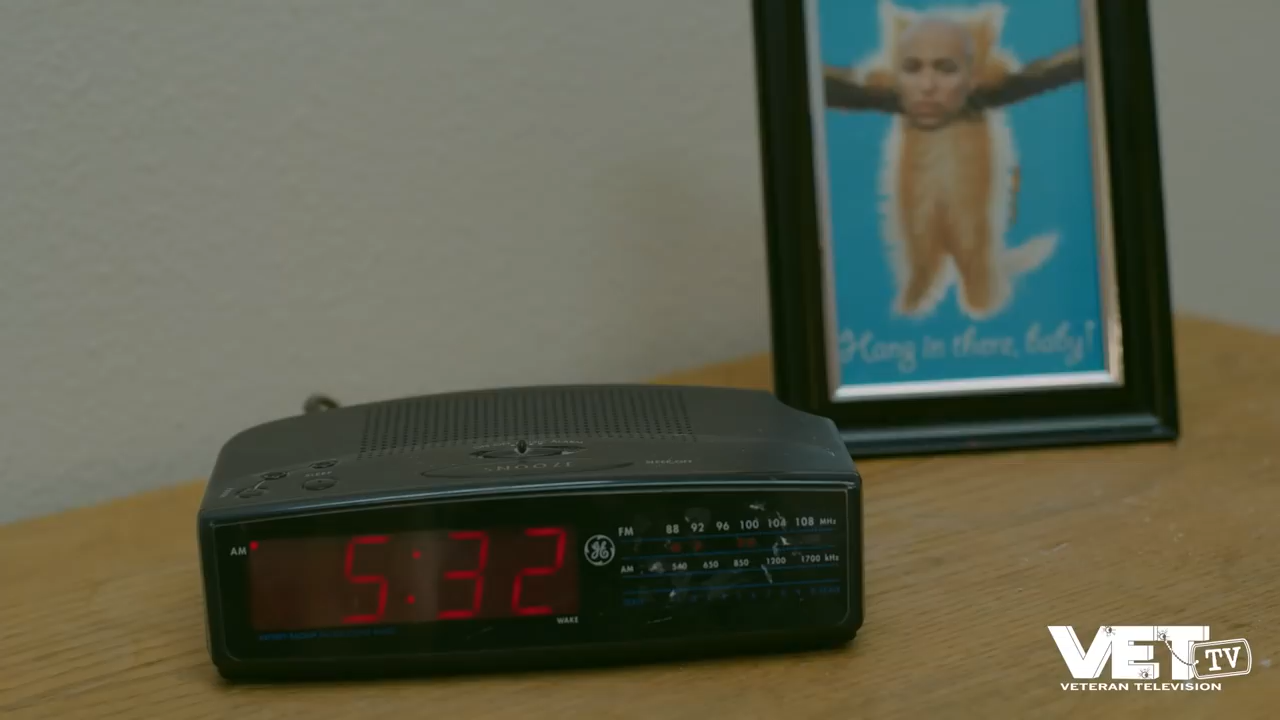 Hang in there, baby!
SNOOZE
AM
5:32
WAKE
FM 88 92 96 100 104 108 MHz
AM 540 650 850 1200 1700 kHz
VET TV
VETERAN TELEVISION